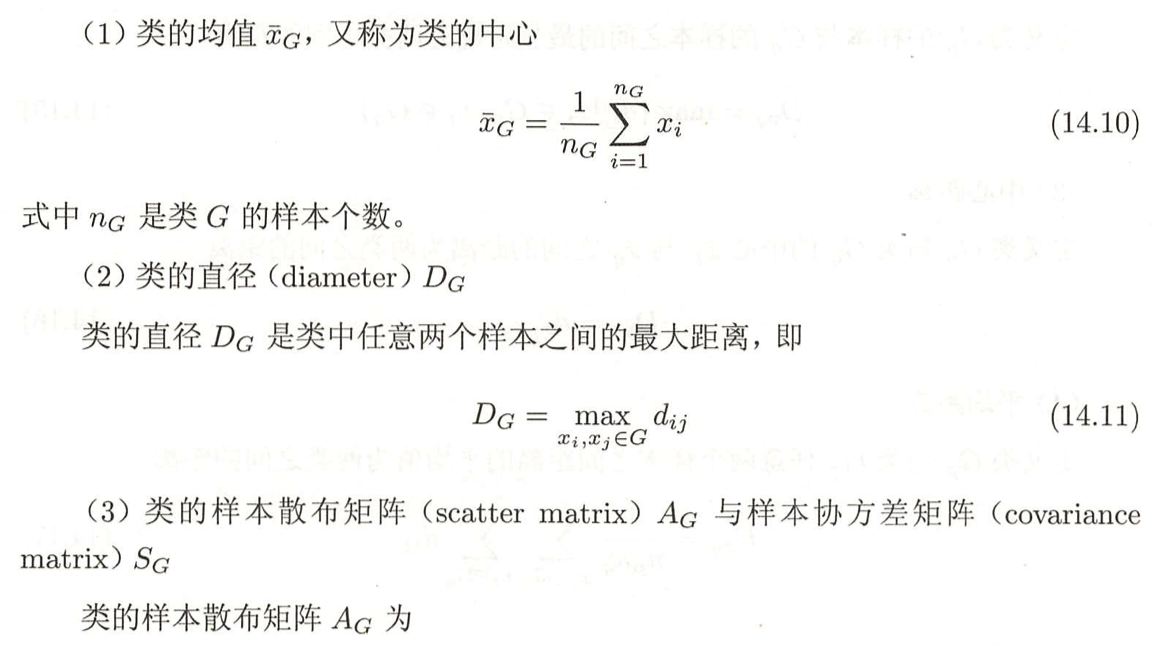 (1) 类的均值 x̄_G，又称为类的中心
x̄_G = \frac{1}{n_G} \sum_{i=1}^{n_G} x_i (14.10)
式中 n_G 是类 G 的样本个数。
(2) 类的直径（diameter）D_G
类的直径 D_G 是类中任意两个样本之间的最大距离，即
D_G = \max_{x_i, x_j \in G} d_{ij} (14.11)
(3) 类的样本散布矩阵（scatter matrix）A_G 与样本协方差矩阵（covariance
matrix）S_G
类的样本散布矩阵 A_G 为